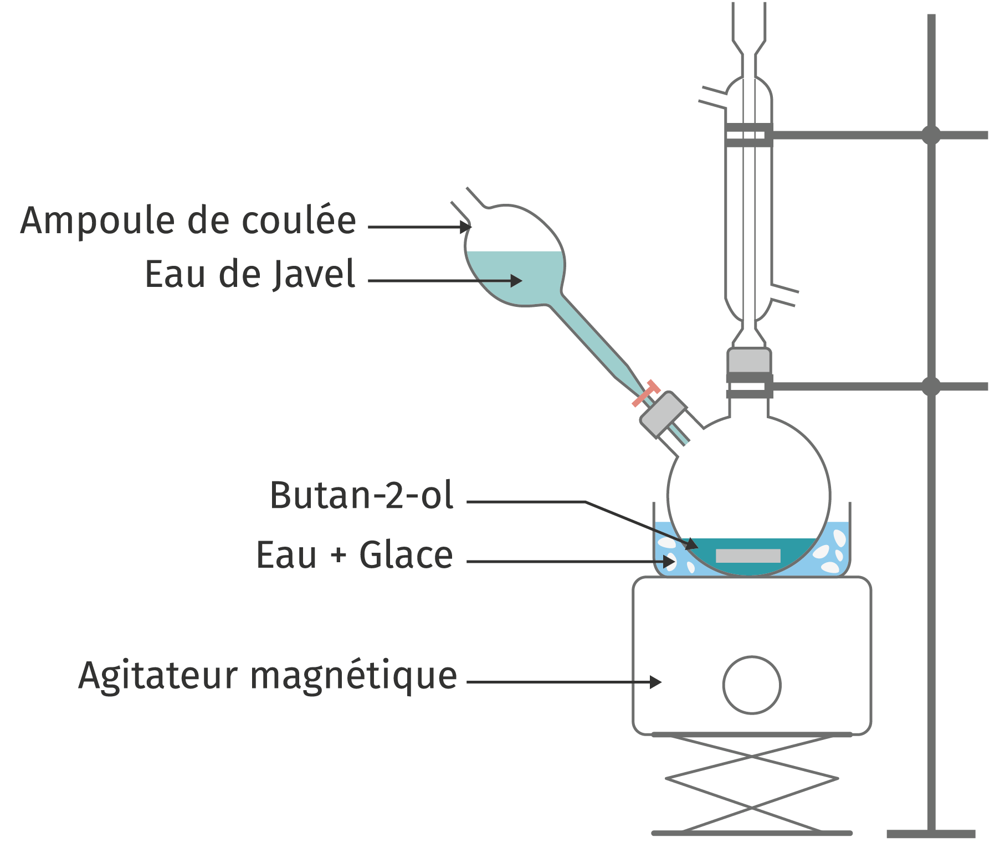 Ampoule de coulée
Eau de Javel
Butan-2-ol
Eau + Glace
Agitateur magnétique